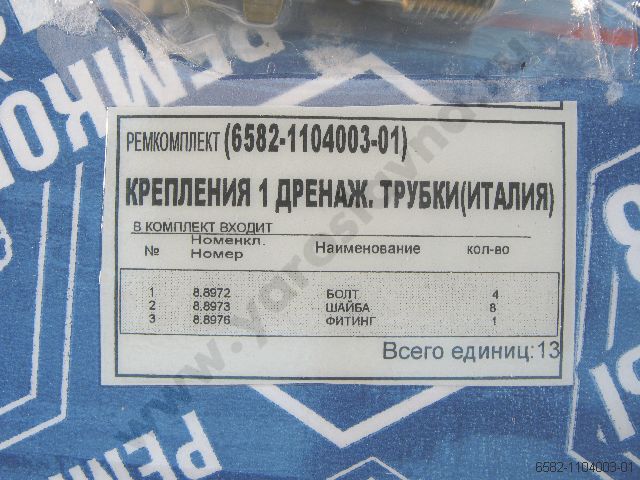 РЕМКОМПЛЕКТ (6582-1104003-01)
КРЕПЛЕНИЯ 1 ДРЕНАЖ. ТРУБКИ(ИТАЛИЯ)
В КОМПЛЕКТ ВХОДИТ
№ Номенкл. Номер Наименование кол-во
1 8.8972 БОЛТ 4
2 8.8973 ШАЙБА 8
3 8.8976 ФИТИНГ 1
Всего единиц:13
6582-1104003-01